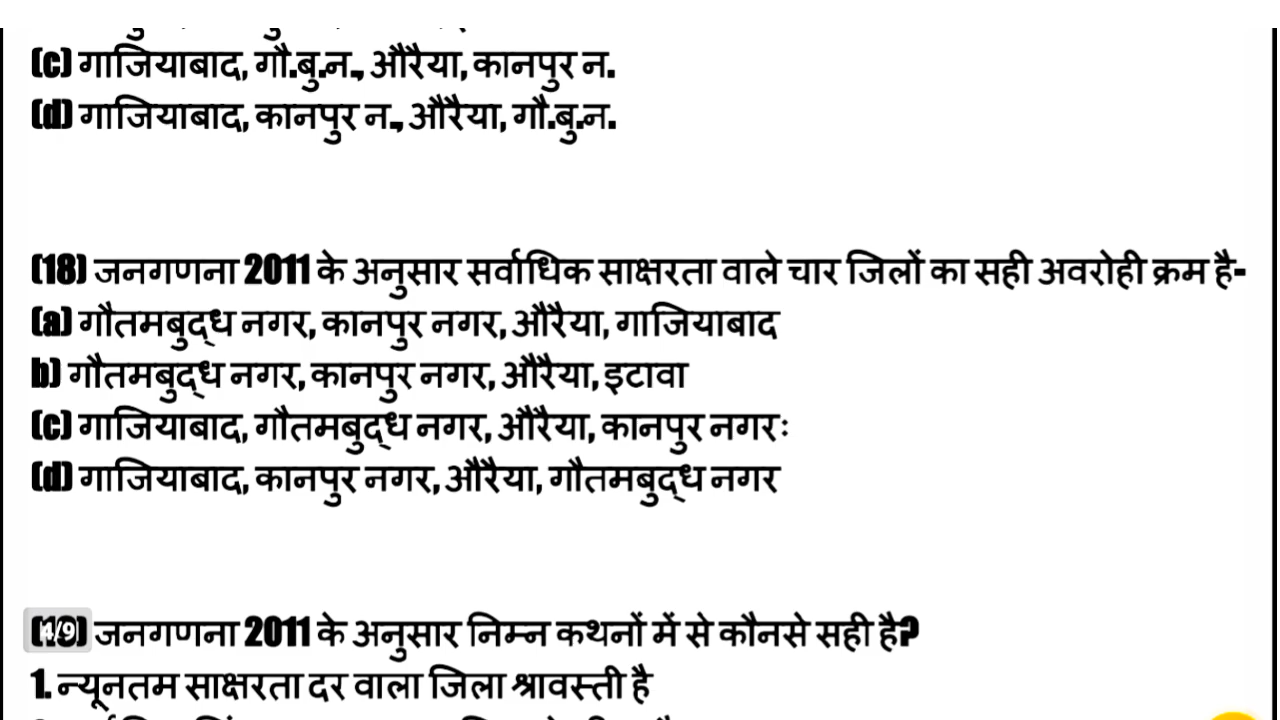 (c) गाजियाबाद, गौ.बु.न., औरैया, कानपुर न.
(d) गाजियाबाद, कानपुर न., औरैया, गौ.बु.न.
(18) जनगणना 2011 के अनुसार सर्वाधिक साक्षरता वाले चार जिलों का सही अवरोही क्रम है-
(a) गौतमबुद्ध नगर, कानपुर नगर, औरैया, गाजियाबाद
b) गौतमबुद्ध नगर, कानपुर नगर, औरैया, इटावा
(c) गाजियाबाद, गौतमबुद्ध नगर, औरैया, कानपुर नगरः
(d) गाजियाबाद, कानपुर नगर, औरैया, गौतमबुद्ध नगर
4/9 जनगणना 2011 के अनुसार निम्न कथनों में से कौनसे सही है?
1. न्यूनतम साक्षरता दर वाला जिला श्रावस्ती है